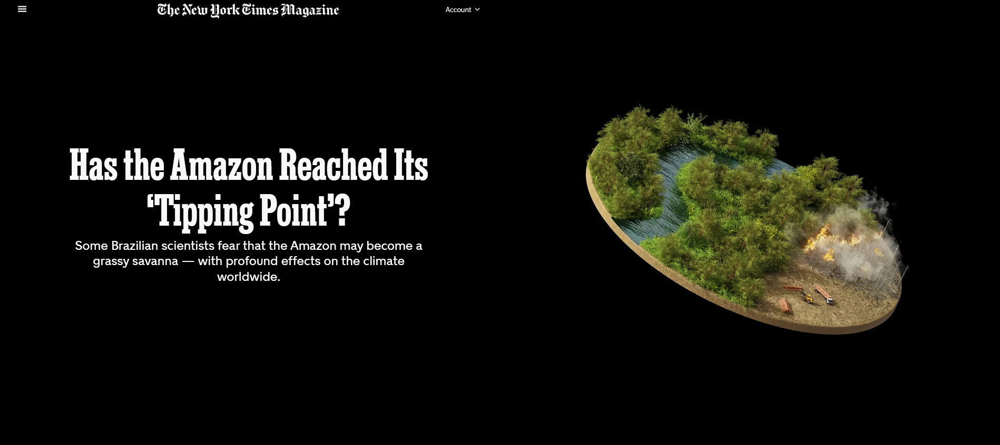 The New York Times Magazine
Account
Has the Amazon Reached Its
‘Tipping Point’?
Some Brazilian scientists fear that the Amazon may become a
grassy savanna — with profound effects on the climate
worldwide.